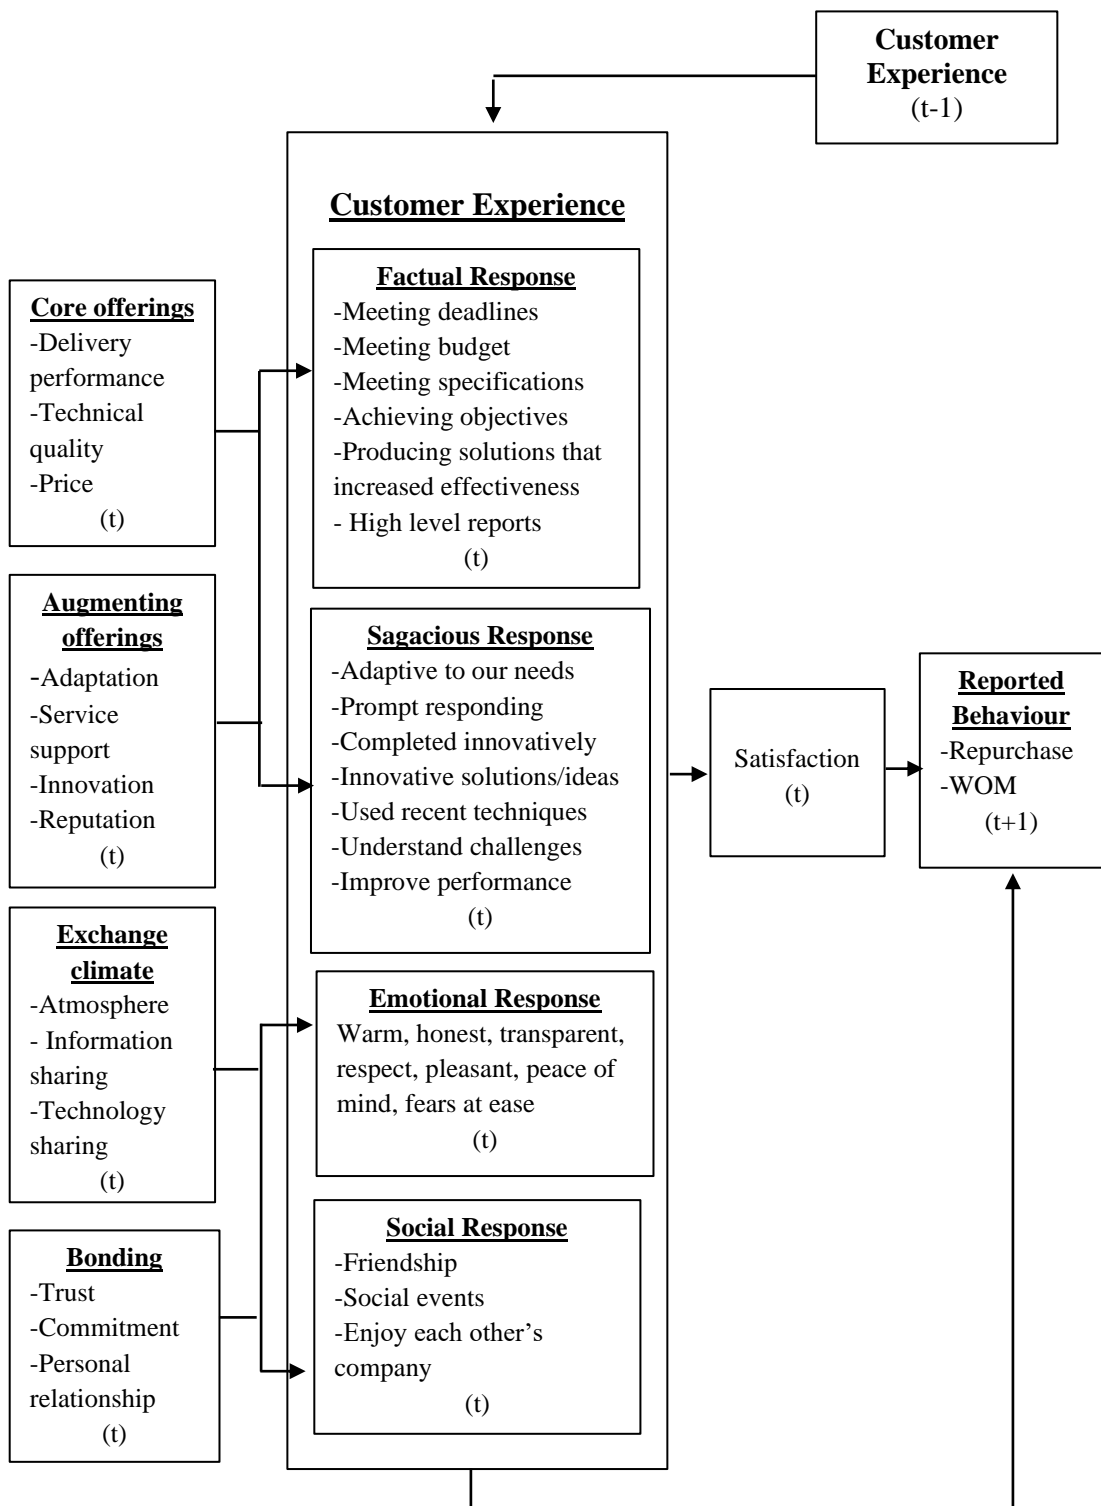 Customer
Experience
(t-1)
Customer Experience
Core offerings
-Delivery
performance
-Technical
quality
-Price
(t)
Augmenting
offerings
-Adaptation
-Service
support
-Innovation
-Reputation
(t)
Exchange
climate
-Atmosphere
- Information
sharing
-Technology
sharing
(t)
Bonding
-Trust
-Commitment
-Personal
relationship
(t)
Factual Response
-Meeting deadlines
-Meeting budget
-Meeting specifications
-Achieving objectives
-Producing solutions that
increased effectiveness
- High level reports
(t)
Sagacious Response
-Adaptive to our needs
-Prompt responding
-Completed innovatively
-Innovative solutions/ideas
-Used recent techniques
-Understand challenges
-Improve performance
(t)
Emotional Response
Warm, honest, transparent,
respect, pleasant, peace of
mind, fears at ease
(t)
Social Response
-Friendship
-Social events
-Enjoy each other’s
company
(t)
Satisfaction
(t)
Reported
Behaviour
-Repurchase
-WOM
(t+1)